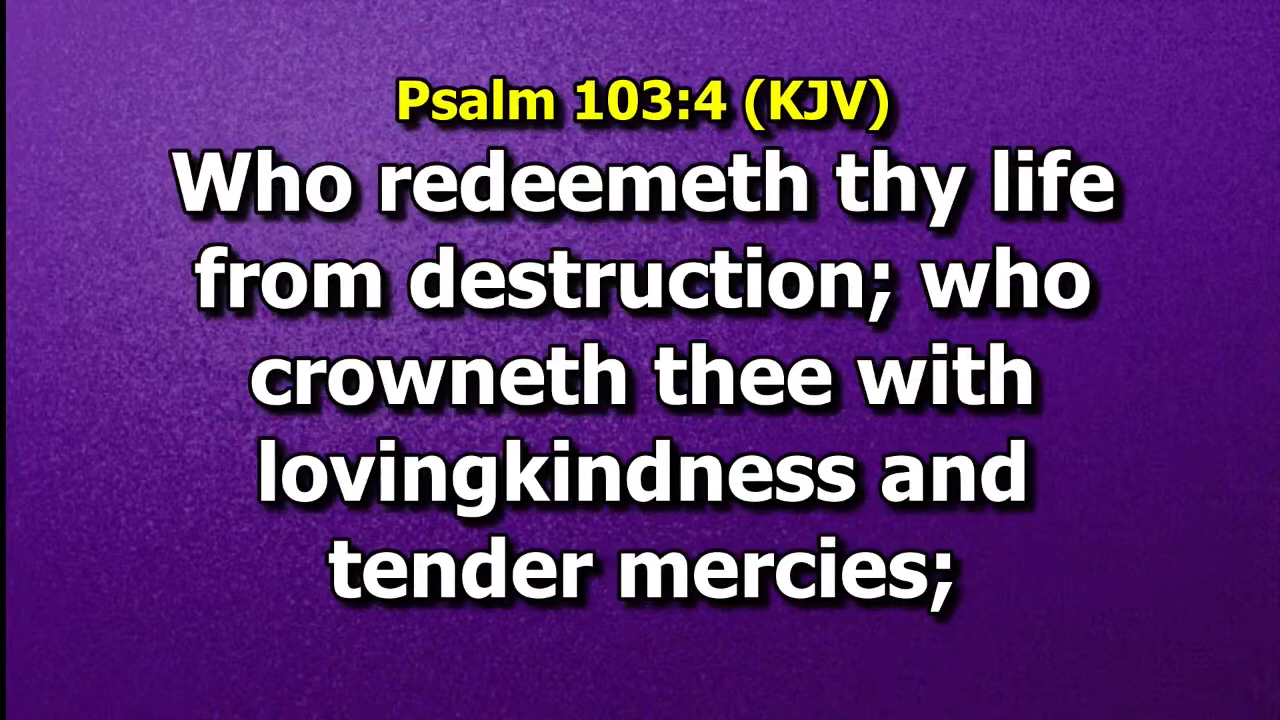 Psalm 103:4 (KJV)
Who redeemeth thy life
from destruction; who
crowneth thee with
lovingkindness and
tender mercies;